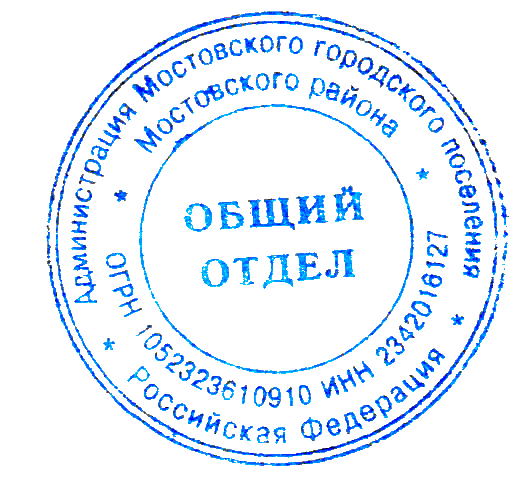 Администрация Мостовского городского поселения
* Российская Федерация *
Мостовского района
* ОГРН 1052323610910 ИНН 2342016127 *
ОБЩИЙ
ОТДЕЛ